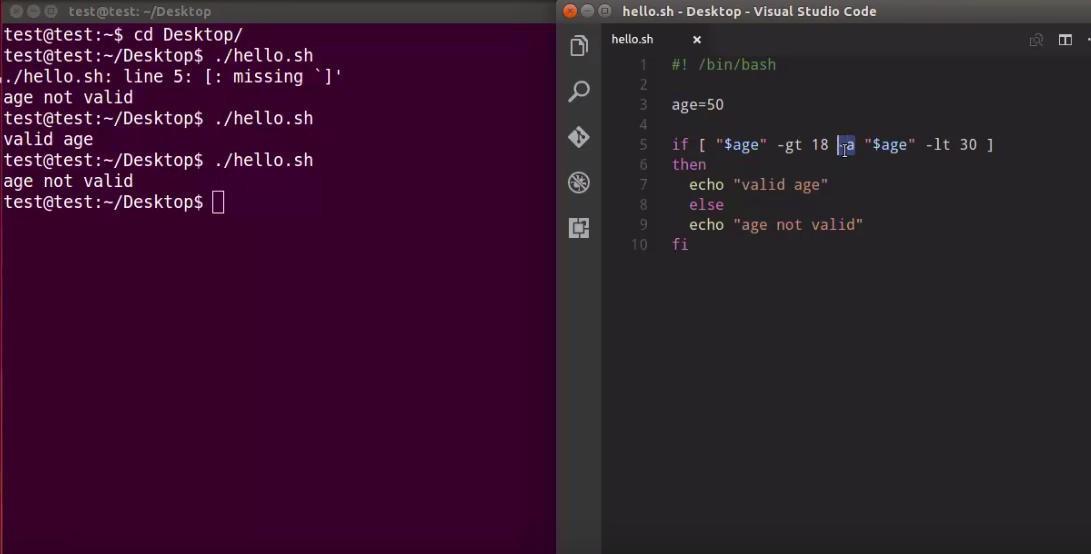 test@test: ~/Desktop
test@test:~$ cd Desktop/
test@test:~/Desktop$ ./hello.sh
./hello.sh: line 5: [: missing `]'
age not valid
test@test:~/Desktop$ ./hello.sh
valid age
test@test:~/Desktop$ ./hello.sh
age not valid
test@test:~/Desktop$
hello.sh - Desktop - Visual Studio Code
hello.sh
1 #! /bin/bash
2
3 age=50
4
5 if [ "$age" -gt 18 -a "$age" -lt 30 ]
6 then
7 echo "valid age"
8 else
9 echo "age not valid"
10 fi